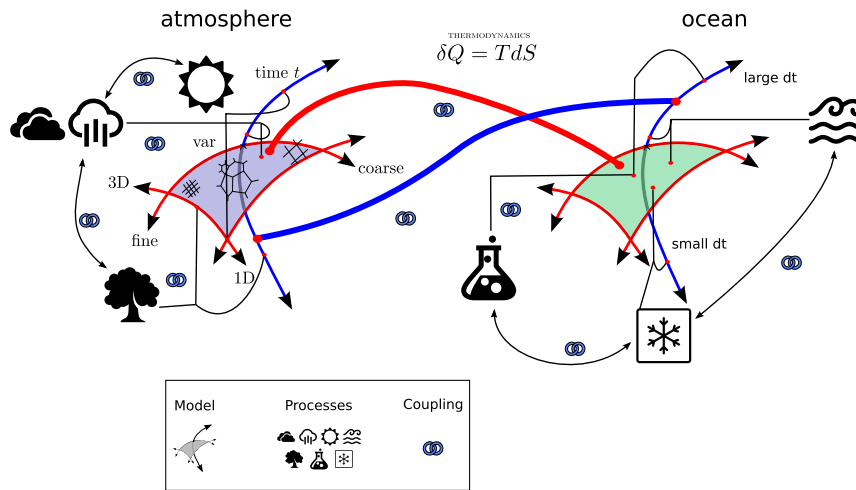 atmosphere
ocean
THERMODYNAMICS
δQ = TdS
time t
large dt
var
coarse
3D
fine
small dt
1D
Model
Processes
Coupling